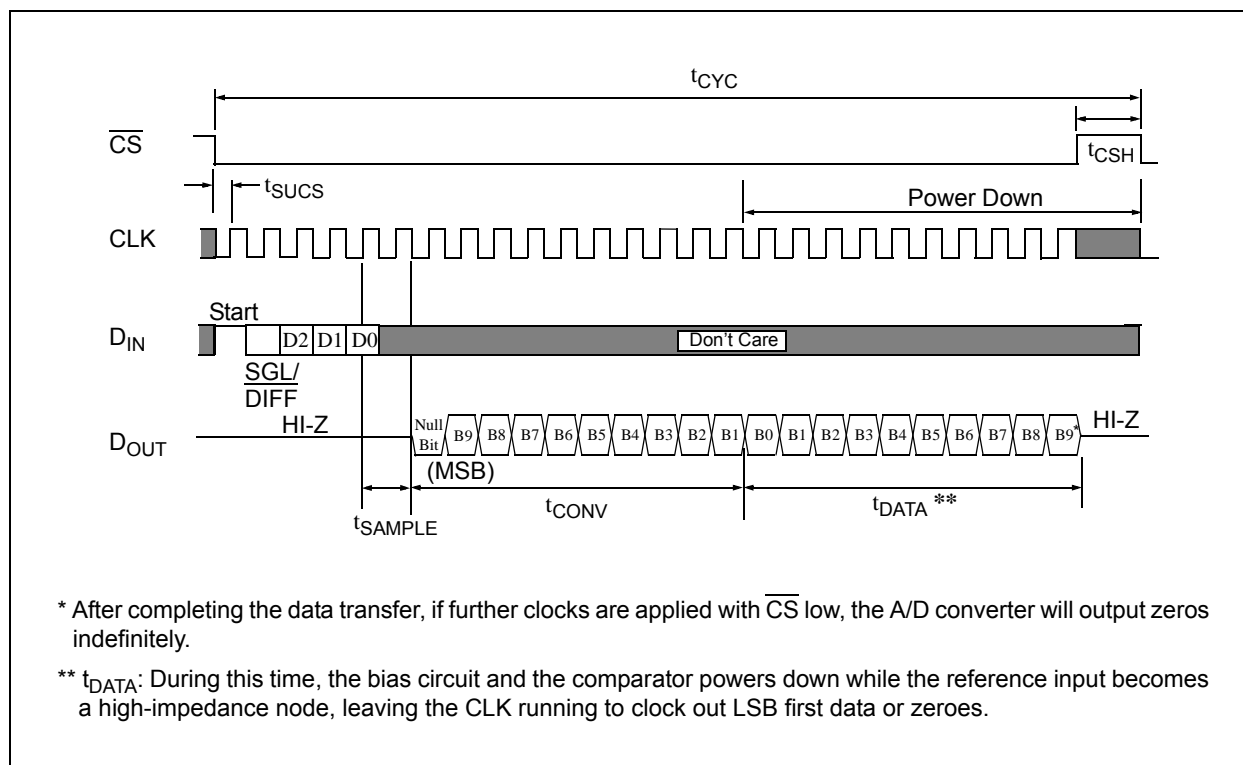 tCYC
CS
tCSH
tSUCS
Power Down
CLK
Start
DIN
D2 D1 D0
Don't Care
SGL/
DIFF
HI-Z
DOUT
Null
Bit
B9 B8 B7 B6 B5 B4 B3 B2 B1 B0 B1 B2 B3 B4 B5 B6 B7 B8 B9*
HI-Z
(MSB)
tSAMPLE
tCONV
tDATA **
* After completing the data transfer, if further clocks are applied with CS low, the A/D converter will output zeros
indefinitely.
** tDATA: During this time, the bias circuit and the comparator powers down while the reference input becomes
a high-impedance node, leaving the CLK running to clock out LSB first data or zeroes.